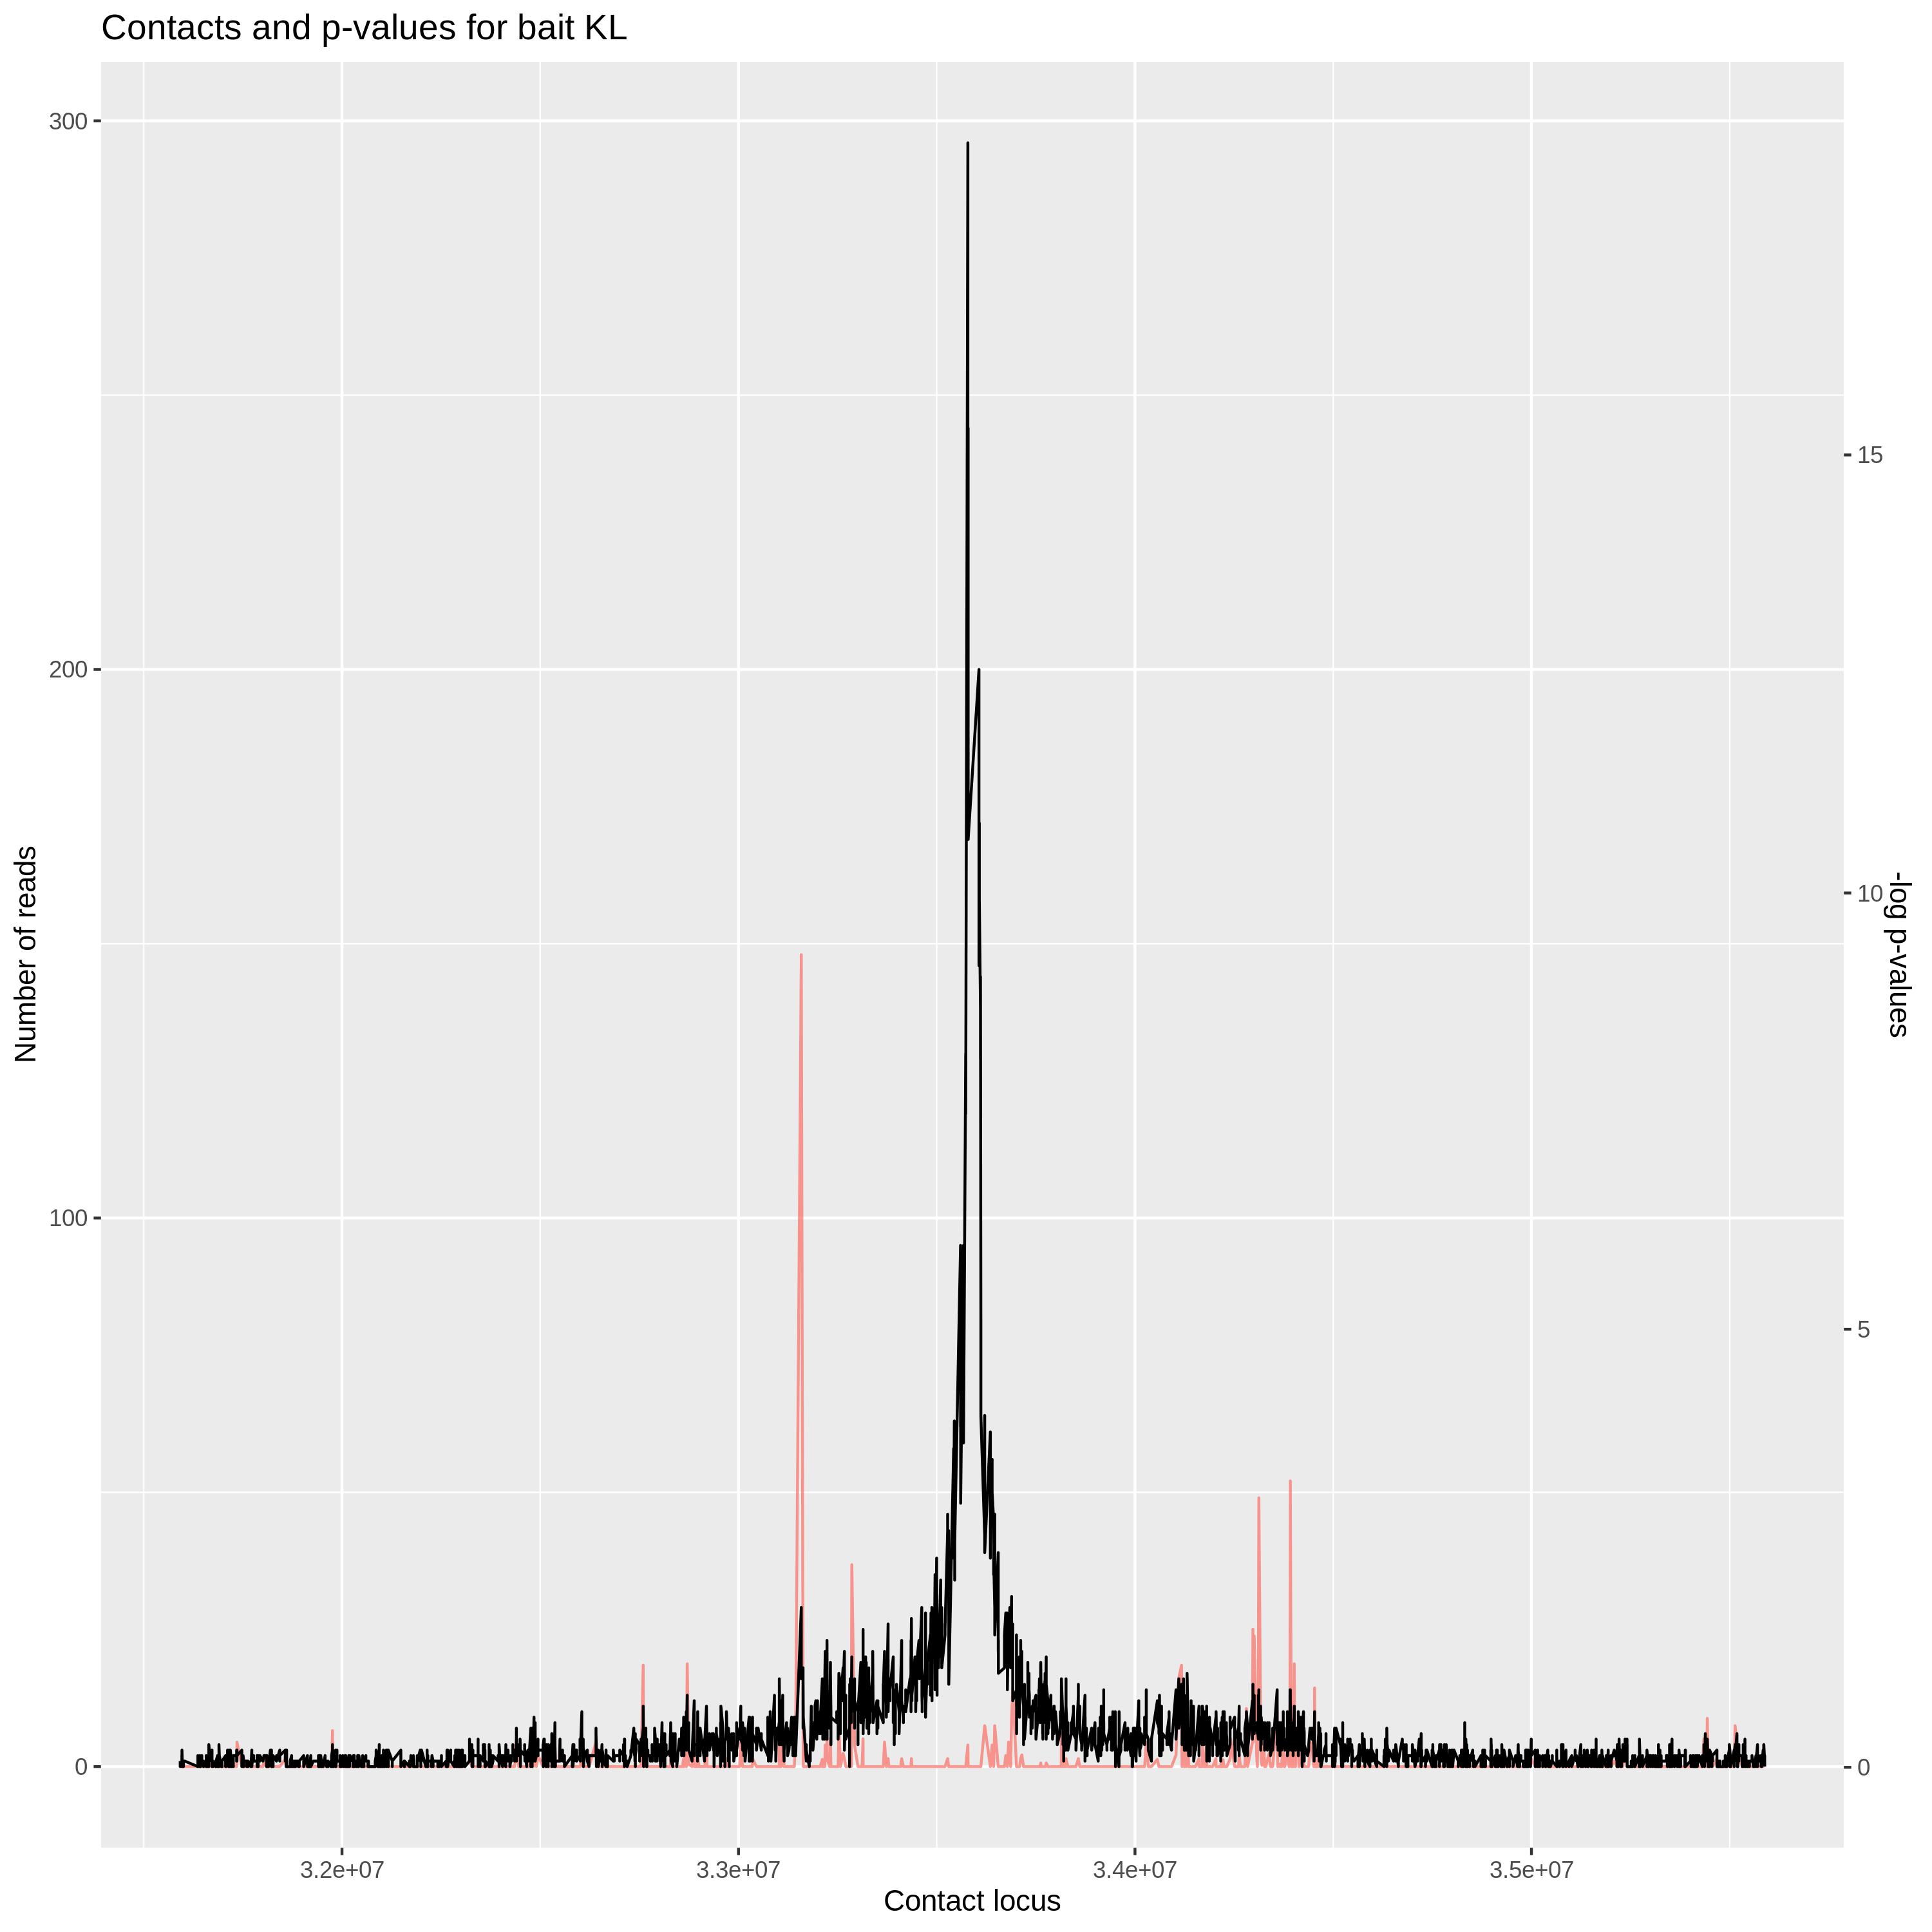 Contacts and p-values for bait KL
300
200
100
0
Number of reads
15
10
5
0
-log p-values
3.2e+07
3.3e+07
3.4e+07
3.5e+07
Contact locus